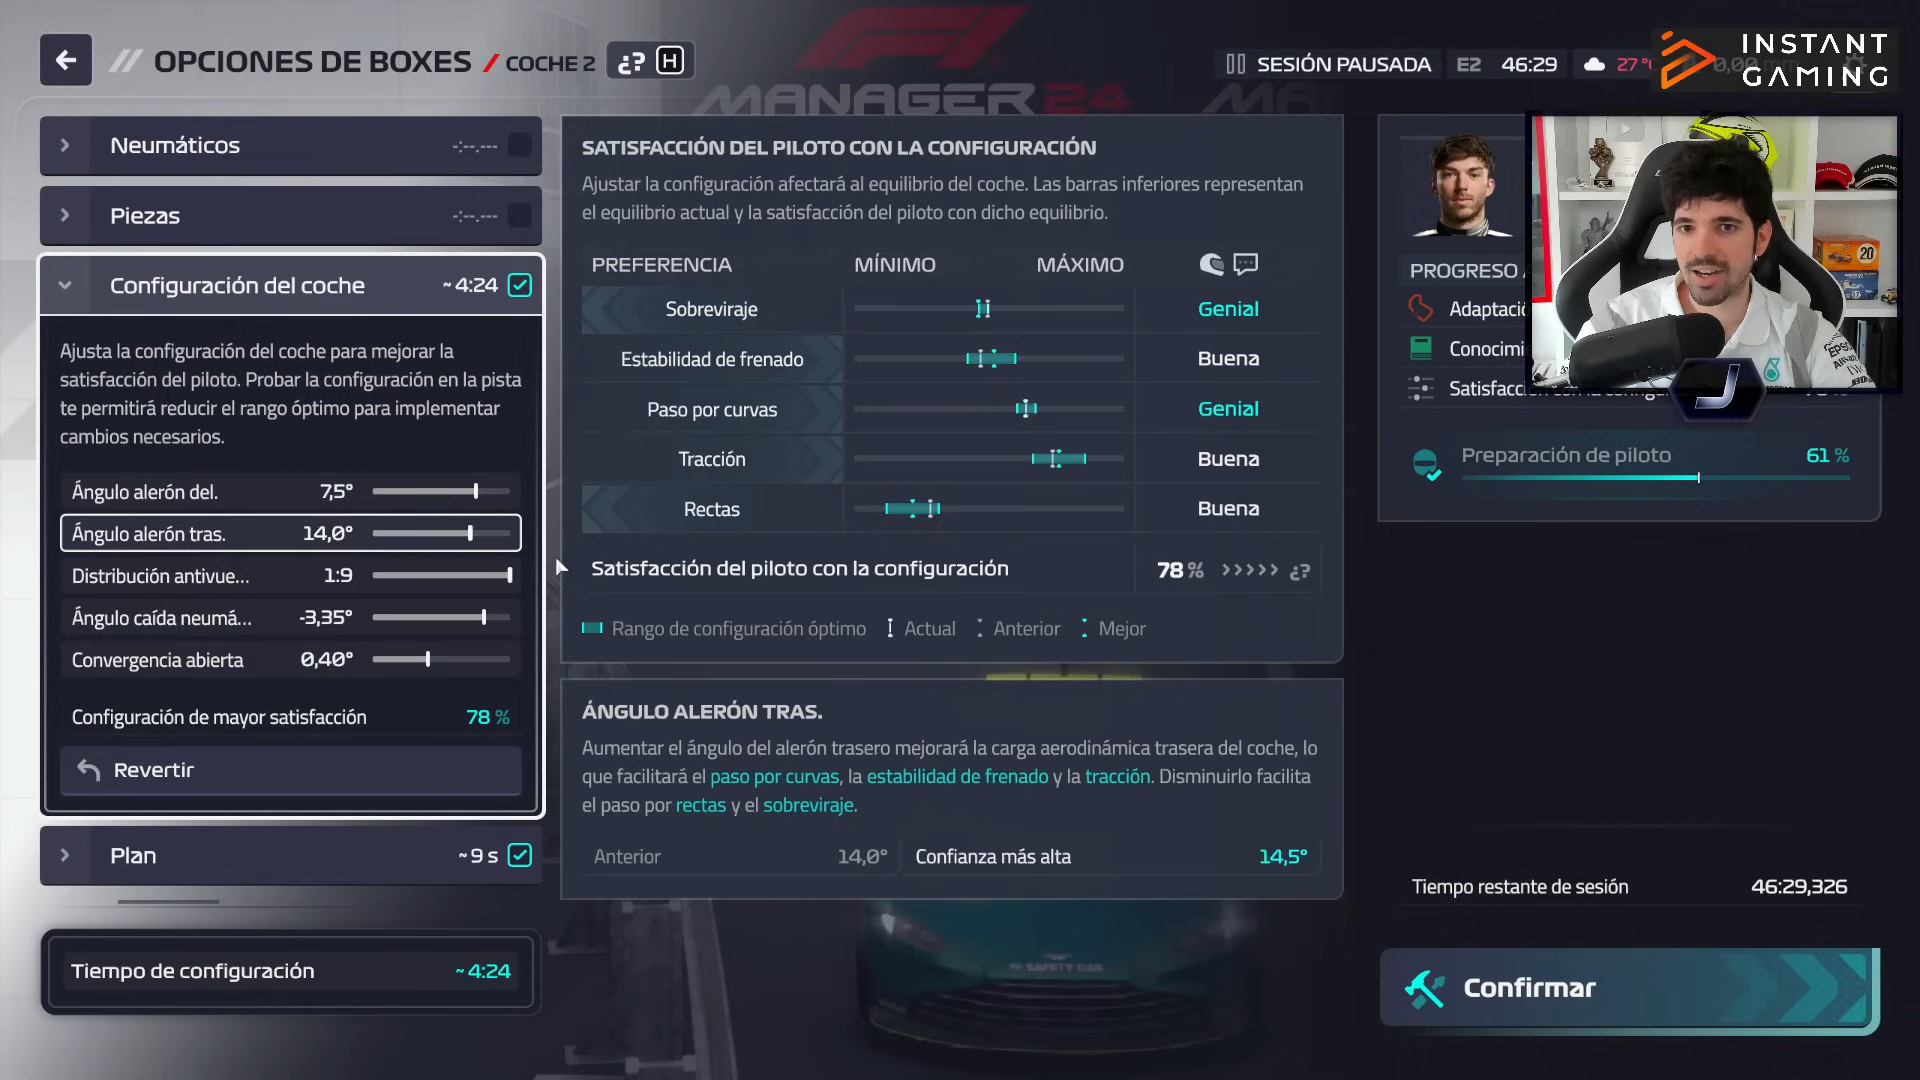 OPCIONES DE BOXES / COCHE 2 ¿? H
SESIÓN PAUSADA E2 46:29 27 °
INSTANT
GAMING
MANAGER 24
Neumáticos -:--.---
Piezas -:--.---
Configuración del coche ~ 4:24
Ajusta la configuración del coche para mejorar la
satisfacción del piloto. Probar la configuración en la pista
te permitirá reducir el rango óptimo para implementar
cambios necesarios.
Ángulo alerón del. 7,5°
Ángulo alerón tras. 14,0°
Distribución antivue... 1:9
Ángulo caída neumá... -3,35°
Convergencia abierta 0,40°
Configuración de mayor satisfacción 78 %
Revertir
Plan ~ 9 s
Tiempo de configuración ~ 4:24
SATISFACCIÓN DEL PILOTO CON LA CONFIGURACIÓN
Ajustar la configuración afectará al equilibrio del coche. Las barras inferiores representan
el equilibrio actual y la satisfacción del piloto con dicho equilibrio.
PREFERENCIA MÍNIMO MÁXIMO
Sobreviraje Genial
Estabilidad de frenado Buena
Paso por curvas Genial
Tracción Buena
Rectas Buena
Satisfacción del piloto con la configuración 78 % >>>>> ¿?
Rango de configuración óptimo Actual Anterior Mejor
ÁNGULO ALERÓN TRAS.
Aumentar el ángulo del alerón trasero mejorará la carga aerodinámica trasera del coche, lo
que facilitará el paso por curvas, la estabilidad de frenado y la tracción. Disminuirlo facilita
el paso por rectas y el sobreviraje.
Anterior 14,0° Confianza más alta 14,5°
SAFETY CAR
PROGRESO
Adaptació
Conocimi
Satisfacc
Preparación de piloto 61 %
Tiempo restante de sesión 46:29,326
Confirmar
20
EPSON